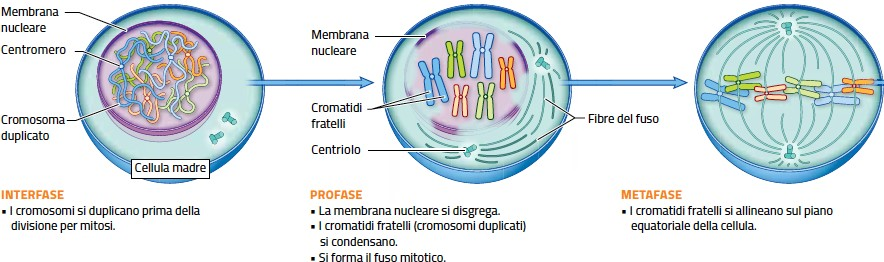 Membrana
nucleare
Centromero
Cromosoma
duplicato
Cellula madre
INTERFASE
▪ I cromosomi si duplicano prima della
divisione per mitosi.
Membrana
nucleare
Cromatidi
fratelli
Centriolo
Fibre del fuso
PROFASE
▪ La membrana nucleare si disgrega.
▪ I cromatidi fratelli (cromosomi duplicati)
si condensano.
▪ Si forma il fuso mitotico.
METAFASE
▪ I cromatidi fratelli si allineano sul piano
equatoriale della cellula.